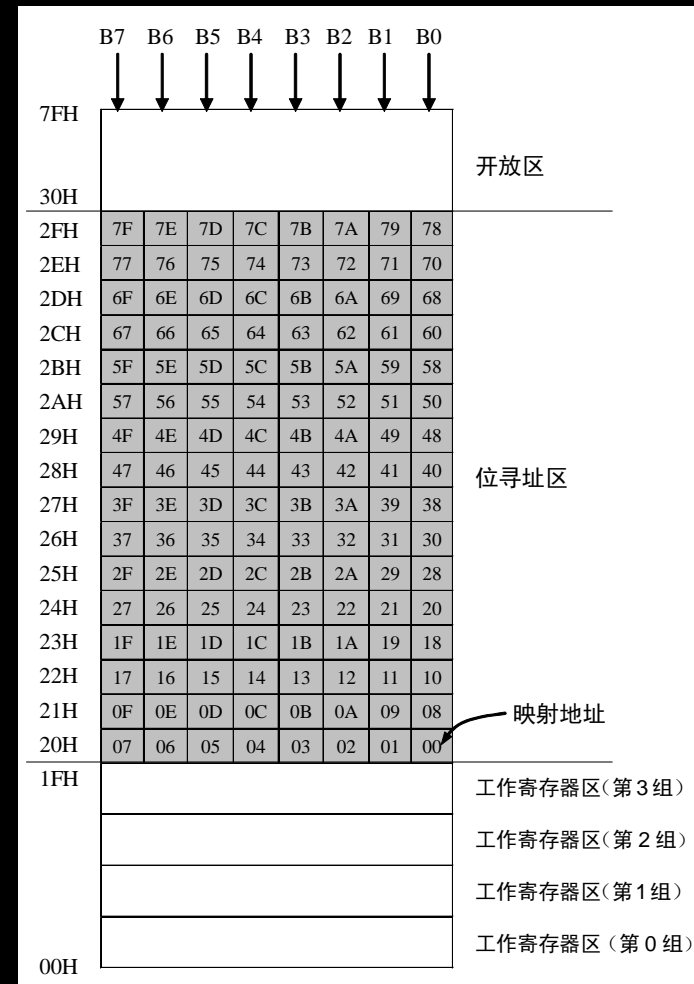 B7 B6 B5 B4 B3 B2 B1 B0
7FH
开放区
30H
2FH 7F 7E 7D 7C 7B 7A 79 78
2EH 77 76 75 74 73 72 71 70
2DH 6F 6E 6D 6C 6B 6A 69 68
2CH 67 66 65 64 63 62 61 60
2BH 5F 5E 5D 5C 5B 5A 59 58
2AH 57 56 55 54 53 52 51 50
29H 4F 4E 4D 4C 4B 4A 49 48
28H 47 46 45 44 43 42 41 40 位寻址区
27H 3F 3E 3D 3C 3B 3A 39 38
26H 37 36 35 34 33 32 31 30
25H 2F 2E 2D 2C 2B 2A 29 28
24H 27 26 25 24 23 22 21 20
23H 1F 1E 1D 1C 1B 1A 19 18
22H 17 16 15 14 13 12 11 10
21H 0F 0E 0D 0C 0B 0A 09 08 映射地址
20H 07 06 05 04 03 02 01 00
1FH 工作寄存器区(第3组)
工作寄存器区(第2组)
工作寄存器区(第1组)
工作寄存器区(第0组)
00H